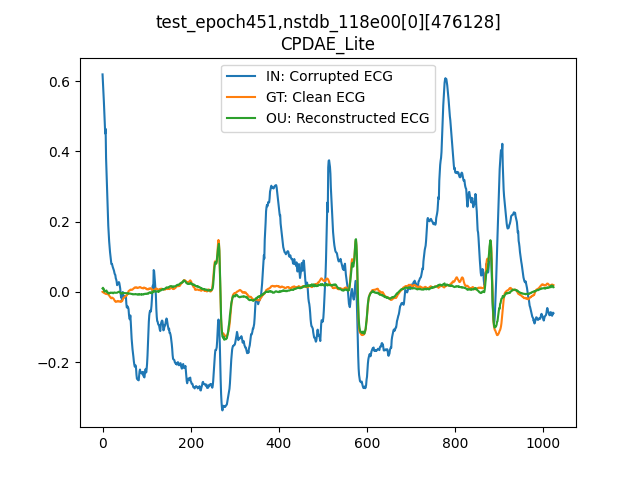 test_epoch451,nstdb_118e00[0][476128]
CPDAE_Lite
IN: Corrupted ECG
GT: Clean ECG
OU: Reconstructed ECG
0.6
0.4
0.2
0.0
−0.2
0 200 400 600 800 1000